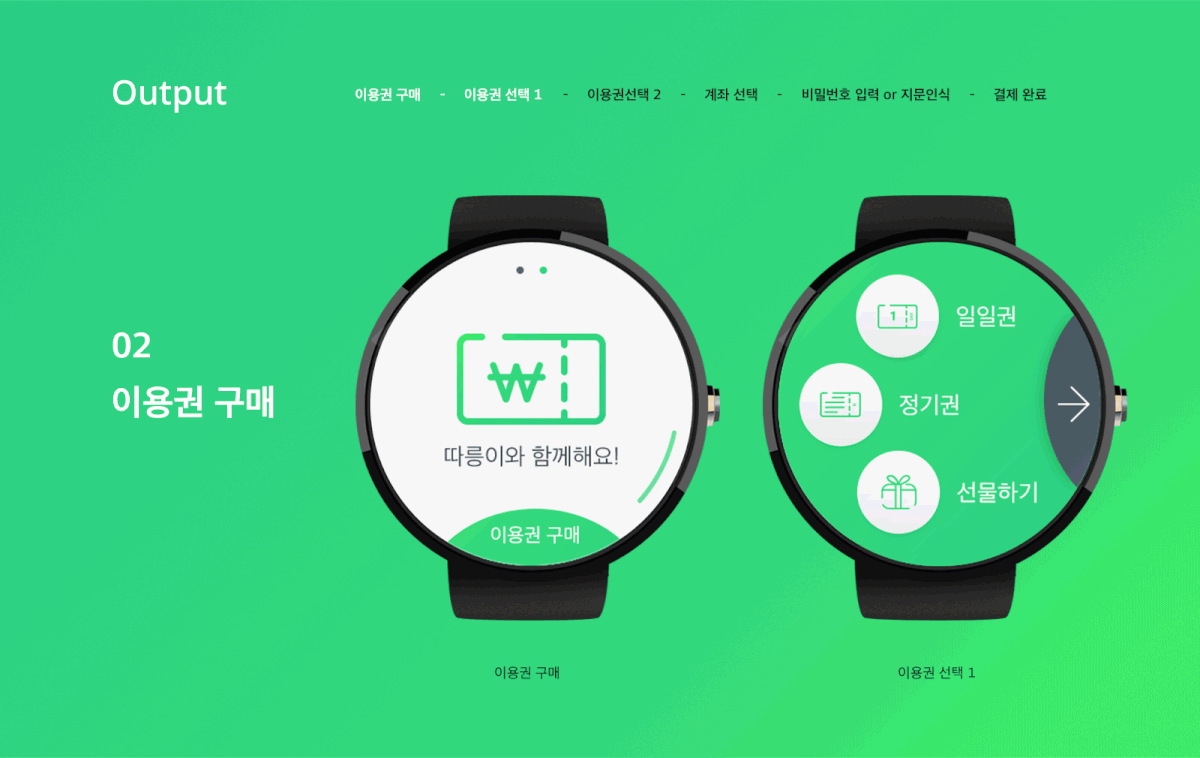 Output
이용권 구매 - 이용권 선택 1 - 이용권선택 2 - 계좌 선택 - 비밀번호 입력 or 지문인식 - 결제 완료
02
이용권 구매
₩
따릉이와 함께해요!
이용권 구매
이용권 구매
1
일일권
정기권
선물하기
이용권 선택 1